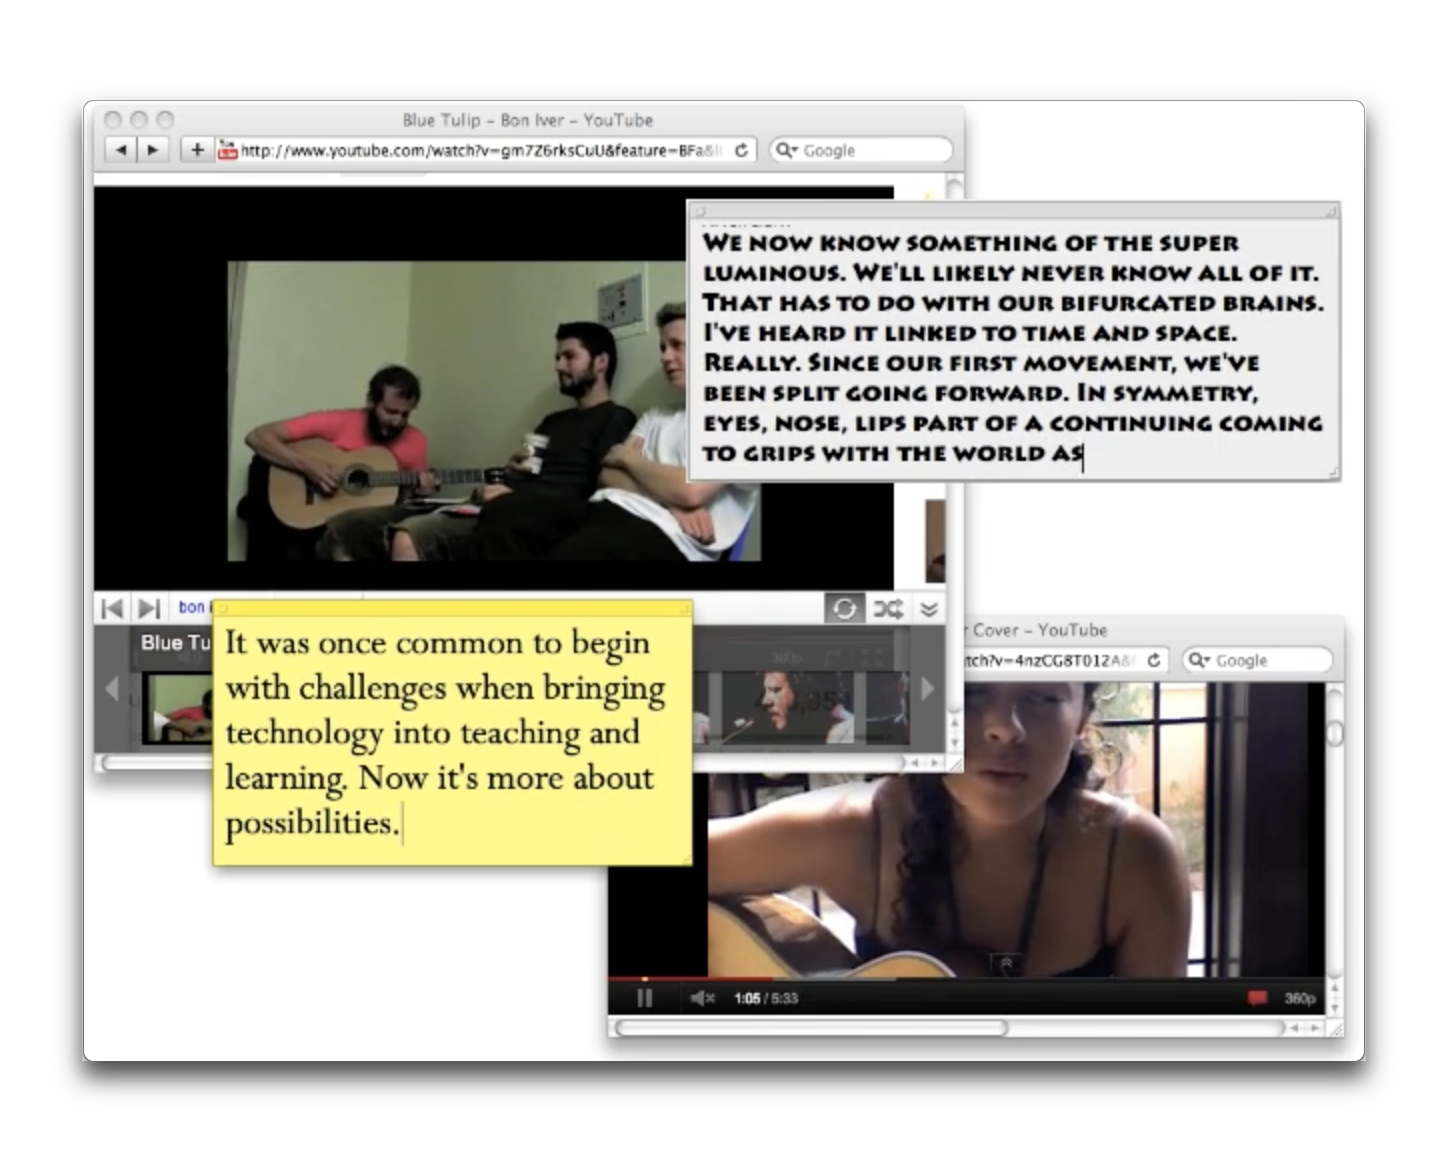 Blue Tulip – Bon Iver – YouTube
http://www.youtube.com/watch?v=gm7Z6rksCuU&feature=BFa&l
Google
WE NOW KNOW SOMETHING OF THE SUPER
LUMINOUS. WE'LL LIKELY NEVER KNOW ALL OF IT.
THAT HAS TO DO WITH OUR BIFURCATED BRAINS.
I'VE HEARD IT LINKED TO TIME AND SPACE.
REALLY. SINCE OUR FIRST MOVEMENT, WE'VE
BEEN SPLIT GOING FORWARD. IN SYMMETRY,
EYES, NOSE, LIPS PART OF A CONTINUING COMING
TO GRIPS WITH THE WORLD AS
bon i
Blue Tu
360p
It was once common to begin
with challenges when bringing
technology into teaching and
learning. Now it's more about
possibilities.
r Cover – YouTube
tch?v=4nzCG8T012A&
Google
1:05 / 5:33
360p